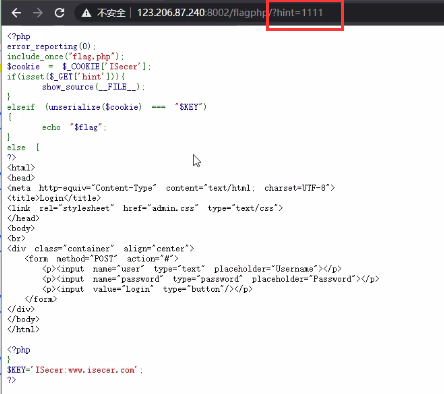 不安全 | 123.206.87.240:8002/flagphp/?hint=1111
<?php
error_reporting(0);
include_once("flag.php");
$cookie = $_COOKIE['ISecer'];
if(isset($_GET['hint'])){
show_source(__FILE__);
}
elseif (unserialize($cookie) === "$KEY")
{
echo "$flag";
}
else {
?>
<html>
<head>
<meta http-equiv="Content-Type" content="text/html; charset=UTF-8">
<title>Login</title>
<link rel="stylesheet" href="admin.css" type="text/css">
</head>
<body>
<br>
<div class="container" align="center">
<form method="POST" action="#">
<p><input name="user" type="text" placeholder="Username"></p>
<p><input name="password" type="password" placeholder="Password"></p>
<p><input value="Login" type="button"/></p>
</form>
</div>
</body>
</html>
<?php
}
$KEY='ISecer:www.isecer.com';
?>